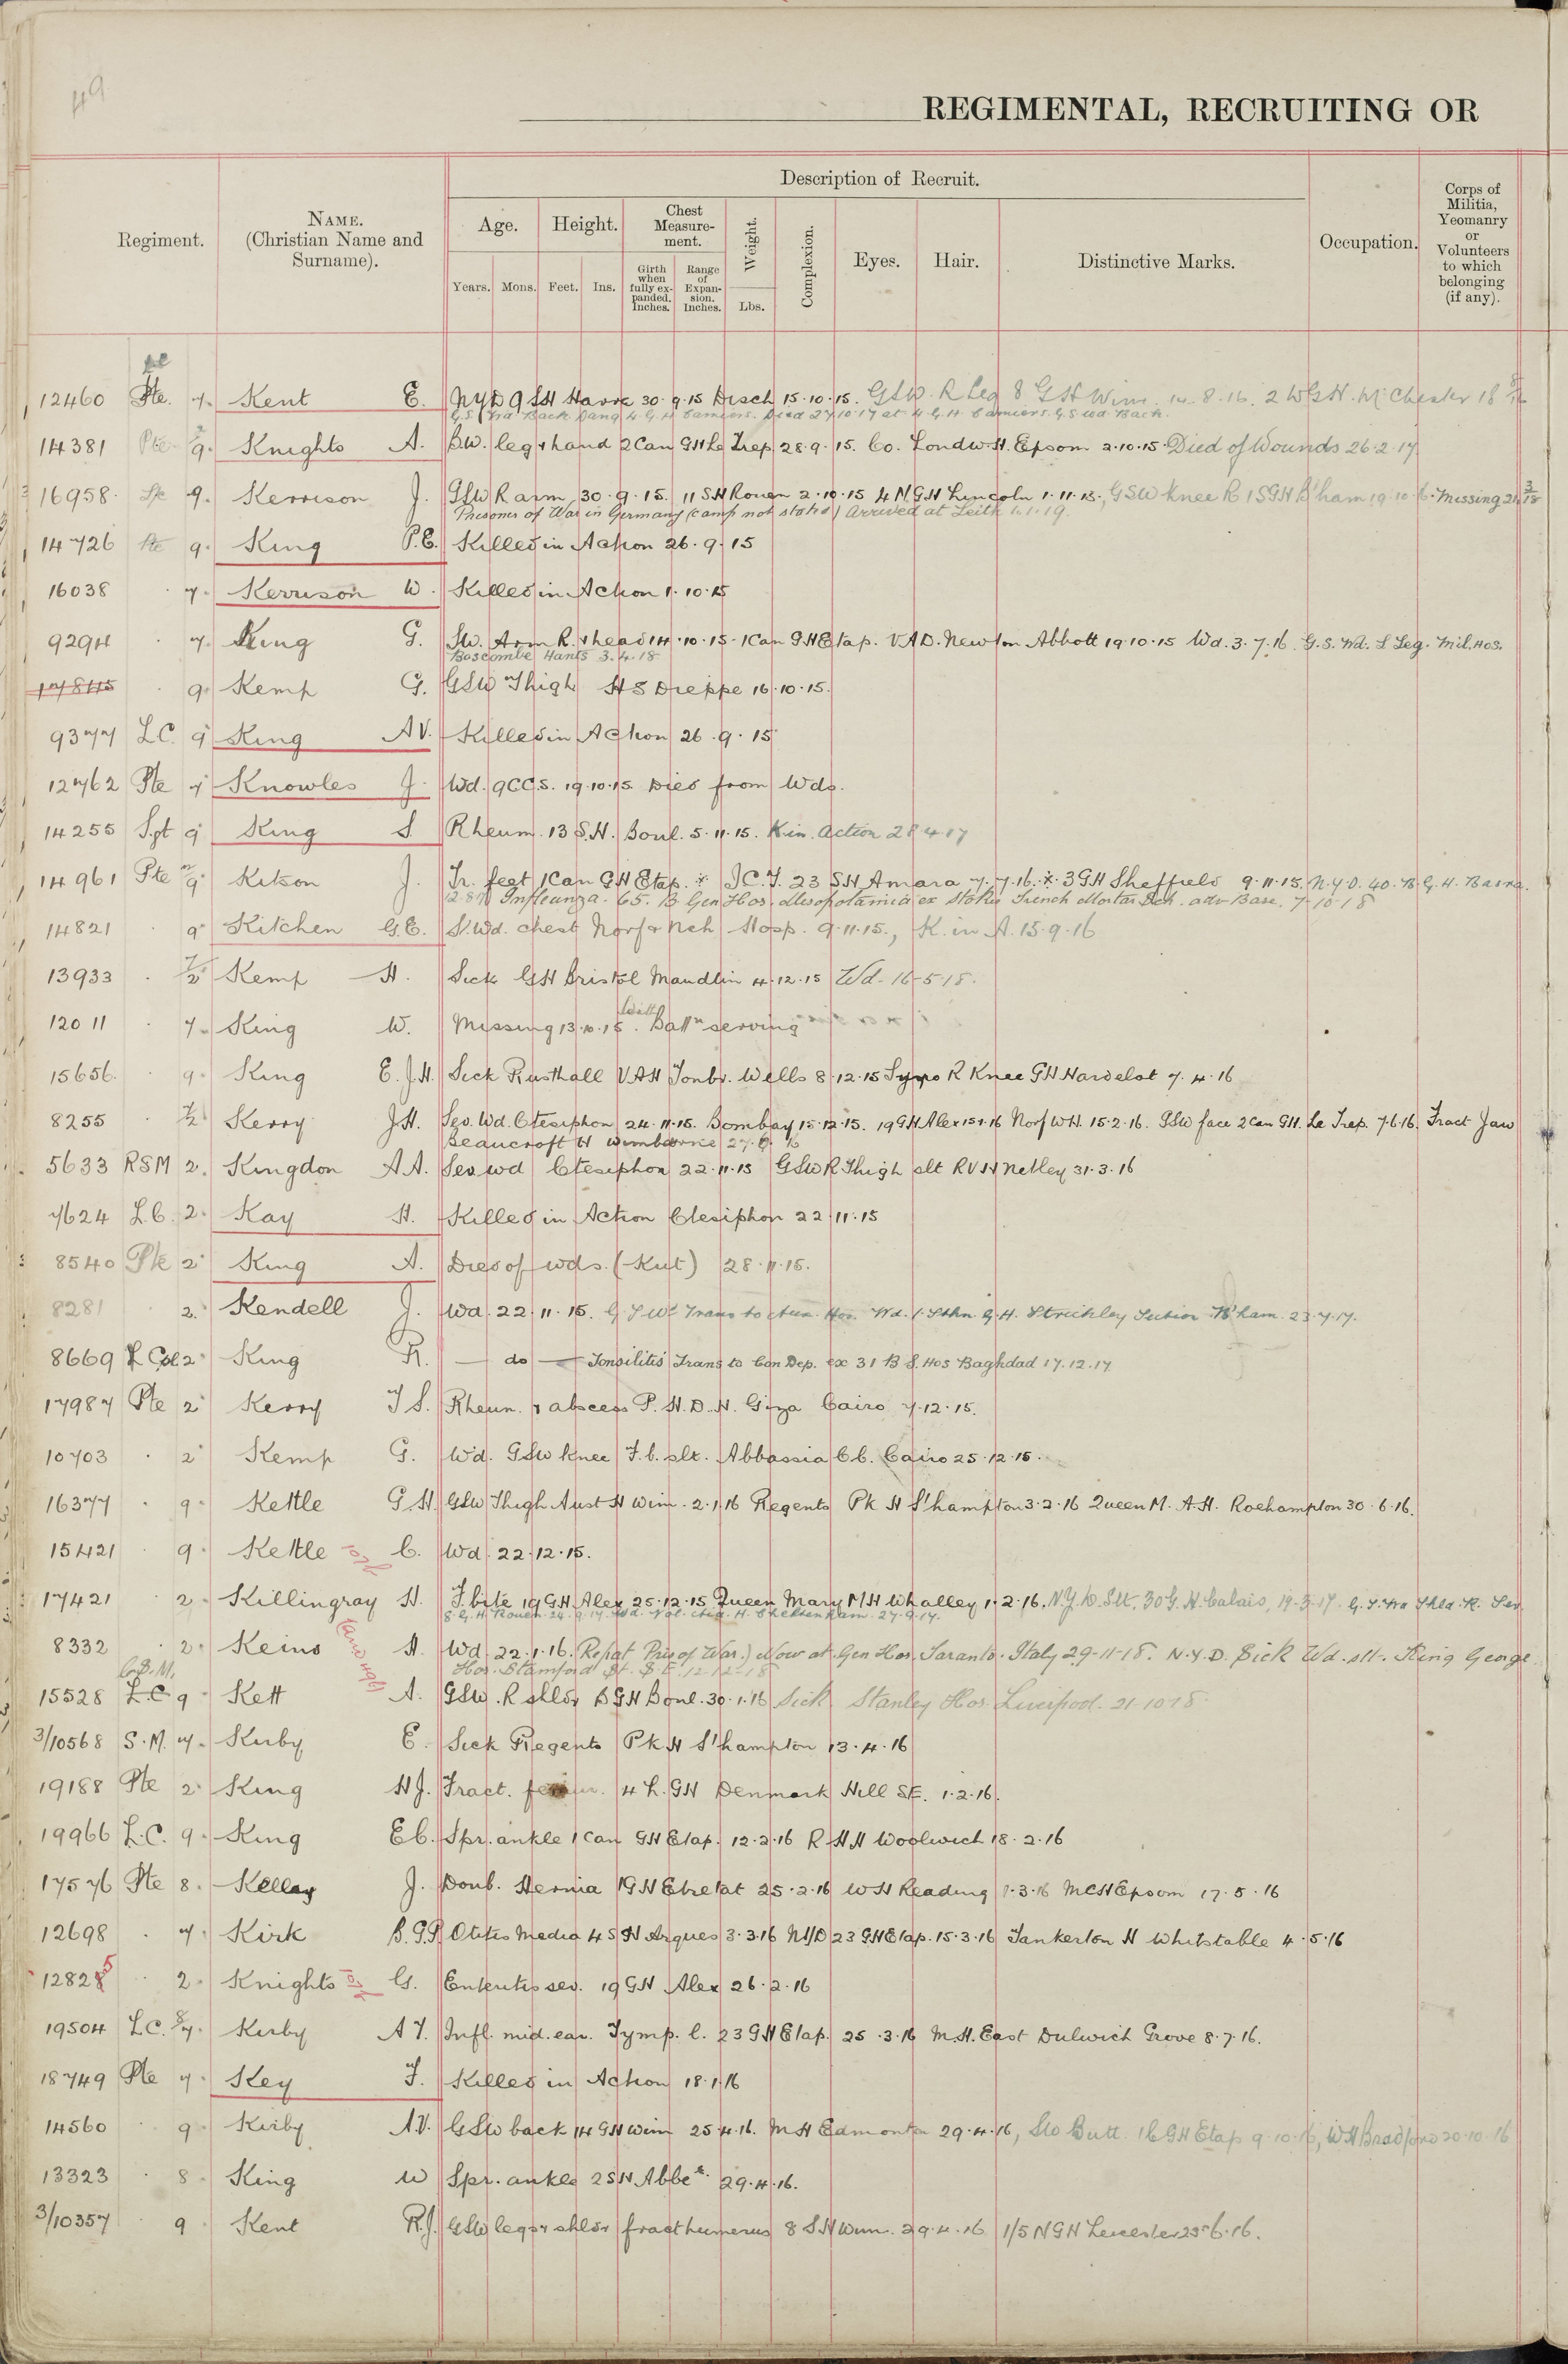 49
REGIMENTAL, RECRUITING OR
Description of Recruit.
Regiment.
NAME.
(Christian Name and
Surname).
Age.
Height.
Chest
Measure-
ment.
Weight.
Complexion.
Eyes.
Hair.
Distinctive Marks.
Occupation.
Corps of
Militia,
Yeomanry
or
Volunteers
to which
belonging
(if any).
Years.
Mons.
Feet.
Ins.
Girth
when
fully ex-
panded.
Inches.
Range
of
Expan-
sion.
Inches.
Lbs.
12460 Pte. 7. Kent E. NYD 9 SH Havre 30.9.15 Disch 15.10.15. GSW. R Leg 8 GH Wim. 14.8.16. 2 WGH. M'Chester 18 8/16
G.S. Wd Back Dang 4 G.H Camiers. Died 27.10.17 at 4 G.H Camiers. G.S. Wd. Back.
14381 Pte 9. Knights A. B.W. leg & hand 2 Can GH Le Trep. 28.9.15. Co. Lond W.H. Epsom 2.10.15 Died of Wounds 26.2.17
16958. 9. Kerrison J. GSW R arm 30.9.15. 11 SH Rouen 2.10.15 4 N.GH Lincoln 1.11.15, GSW Knee R 1 SGH B'ham 19.10.16. Missing 21 3/18
Prisoner of War in Germany (camp not stated) Arrived at Leith
14726 Pte 9. King P.E. Killed in Action 26.9.15
16038 7. Kerrison W. Killed in Action 1.10.15
9294 7. King G. SW. Arm R. & head 14.10.15 - 1 Can GH Etap. V.A.D. Newton Abbott 19.10.15 Wd. 3.7.16. G.S. Wd. L Leg. Mil. Hos.
Boscombe Hants 3.4.18
17845 9. Kemp G. GSW Thigh HS Dieppe 16.10.15.
9377 L.C. 9 King A V. Killed in Action 26.9.15
12762 Pte 7 Knowles J. Wd. 9CCS. 19.10.15. Died from Wds.
14255 Sgt 9 King S Rheum. 13 S.H. Boul. 5.11.15. K. in action 28.4.17
14961 Pte 9. Kitson J. Tr. feet 1 Can GH Etap. * I.C.T. 23 SH Amara 7.7.16. * 3GH Sheffield 9.11.15. N.Y.D. 40. B.G.H. Basra.
Influenza. 65. B. Gen Hos. Mesopotamia ex Stokes Trench Mortar Sch. adv Base. 7-10-18
14821 9 Kitchen G.E. S.Wd. chest Norf & Nch Hosp. 9.11.15., K. in A. 15.9.16
13933 7/2 Kemp H. Sick GH Bristol Maudlin 4.12.15 Wd. 16-5-18.
12011 7. King W. Missing 13.10.15. With Battn serving
15656. 9. King E.J.H. Sick Rusthall VAH Tonbr. Wells 8.12.15 Syno R Knee GH Hardelot 7.4.16
8255 7/2 Kerry J.H. Sev. Wd. Ctesiphon 24.11.15. Bombay 15.12.15. 19 GH Alex 15.1.16 Norf WH. 15.2.16. GSW face 2 Can GH. Le Trep. 7.6.16. Fract Jaw
Beaucroft H Wimborne 27.6.16
5633 RSM 2. Kingdon A.A. Sev wd Ctesiphon 22.11.15 GSW R Thigh slt RVH Netley 31.3.16
7624 L.C. 2. Kay H. Killed in Action Ctesiphon 22.11.15
8540 Pte 2 King A. Died of wds. (Kut) 28.11.15.
8281 2. Kendell J. Wd. 22.11.15. G.S Wd Trans to Aux. Hos. Wd. 1. Sthn. G.H. Stirchley Section B'ham. 23.7.17.
8669 L Cpl 2 King R. — do — Tonsilitis Trans to Con Dep. ex 31 B.S. Hos Baghdad 17.12.17
17987 Pte 2 Kerry T S. Rheum. & abscess P. H.D.H. Giza Cairo 7.12.15.
10703 2 Kemp G. Wd. GSW Knee F.b. slt. Abbassia Cairo 25.12.15.
16377 9. Kettle G H. GSW Thigh Aust H Wim. 2.1.16 Regents Pk H S'hampton 3.2.16 Queen M. A.H. Roehampton 30.6.16.
15421 9. Kettle C. Wd. 22.12.15.
17421 2. Killingray H. F.bite 19 G.H. Alex 25.12.15 Queen Mary MH Whalley 1.2.16. N.Y.D. Slt. 30 G.H. Calais, 19.3.17. G.S. Wd Shld. R. Sev.
8.G.H. Rouen 24.9.17. Wd. H. Cheltenham. 27.9.17.
8332 2. Keins H. Wd 22.1.16. Repat Pris of War.) Now at Gen Hos. Taranto. Italy 29-11-18. N.Y.D. Sick Wd. slt. King George
Hos. Stamford St. S.E. 12-12-18
C.S.M.
15528 L.C 9 Kett A. GSW. R shldr B GH Boul. 30.1.16 Sick Stanley Hos. Liverpool. 21-10-18.
3/10568 S.M. 7. Kirby E. Sick Regents Pk H S'hampton 13.4.16
19188 Pte 2 King H J. Fract. femur. 4 L.GH Denmark Hill SE. 1.2.16.
19966 L.C. 9. King E C. Spr. ankle 1 Can GH Etap. 12.2.16 R H H Woolwich 18.2.16
17576 Pte 8. Kelley J. Doub. Hernia 1 GH Etretat 25.2.16 WH Reading 1.3.16 MCH Epsom 17.5.16
12698 7. Kirk B.G.P. Otitis Media 4 SH Arques 3.3.16 NYD 23 GH Etap. 15.3.16 Tankerton H Whitstable 4.5.16
12825 2. Knights G. Enteritis sev. 19 GH Alex 26.2.16
19504 L.C. 8/7. Kirby A T. Infl. mid. ear. Tymp. l. 23 GH Etap. 25.3.16 M.H. East Dulwich Grove 8.7.16.
18749 Pte 7. Key F. Killed in Action 18.1.16
14560 9. Kirby A.V. GSW back 14 GH Wim 25.4.16. MH Edmonton 29.4.16, Butt. GH Etap 9.10.16, WH Bradford 20.10.16
13323 8. King W Spr. ankle 2 SH Abbe 29.4.16.
3/10357 9 Kent R.J. GSW legs & shldr fract humerus 8 SH Wim. 29.4.16 1/5 NGH Leicester 25.6.16.